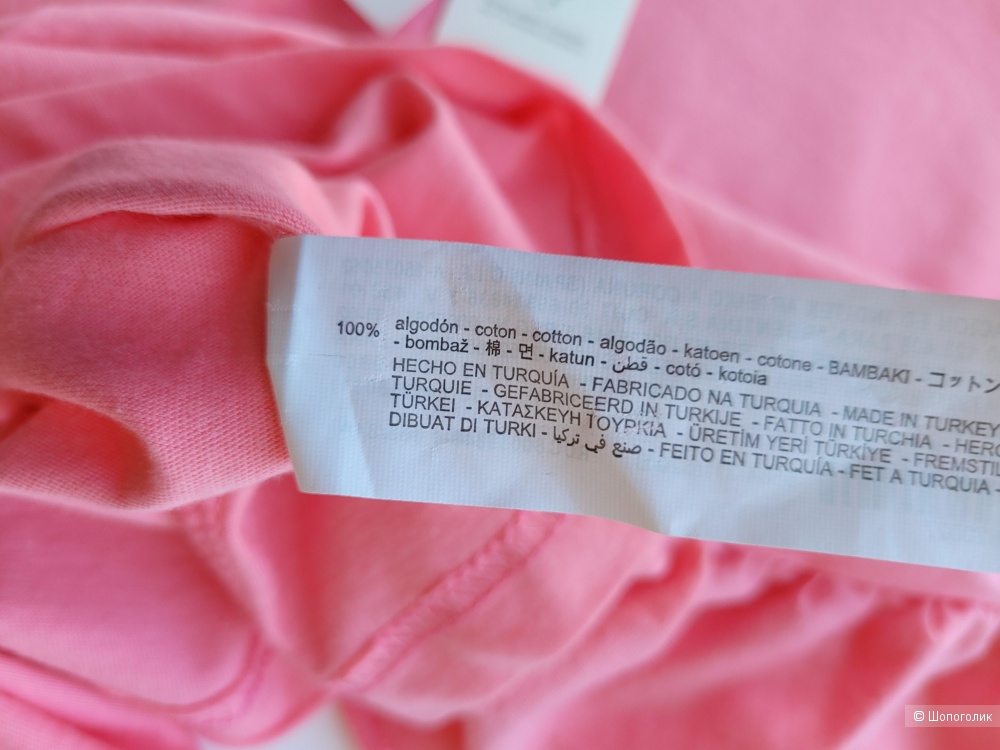 100% algodón - coton - cotton - algodão - katoen - cotone - BAMBAKI - コットン
- bombaž - 棉 - 면 - katun - قطن - cotó - kotoia
HECHO EN TURQUÍA - FABRICADO NA TURQUIA - MADE IN TURKEY
TURQUIE - GEFABRICEERD IN TURKIJE - FATTO IN TURCHIA - HERG
TÜRKEI - ΚΑΤΑΣΚΕΥΗ ΤΟΥΡΚΙΑ - ÜRETİM YERİ TÜRKİYE - FREMSTIL
DIBUAT DI TURKI - صنع في تركيا - FEITO EN TURQUÍA - FET A TURQUIA -
© Шопоголик